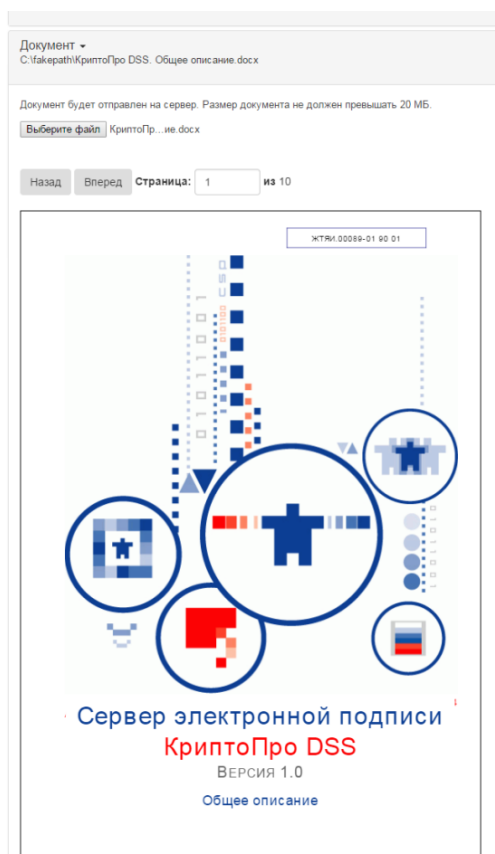 Документ
C:\fakepath\КриптоПро DSS. Общее описание.docx
Документ будет отправлен на сервер. Размер документа не должен превышать 20 МБ.
Выберите файл КриптоПр...ие.docx
Назад Вперед Страница: 1 из 10
ЖТЯИ.00089-01 90 01
Сервер электронной подписи
КриптоПро DSS
Версия 1.0
Общее описание